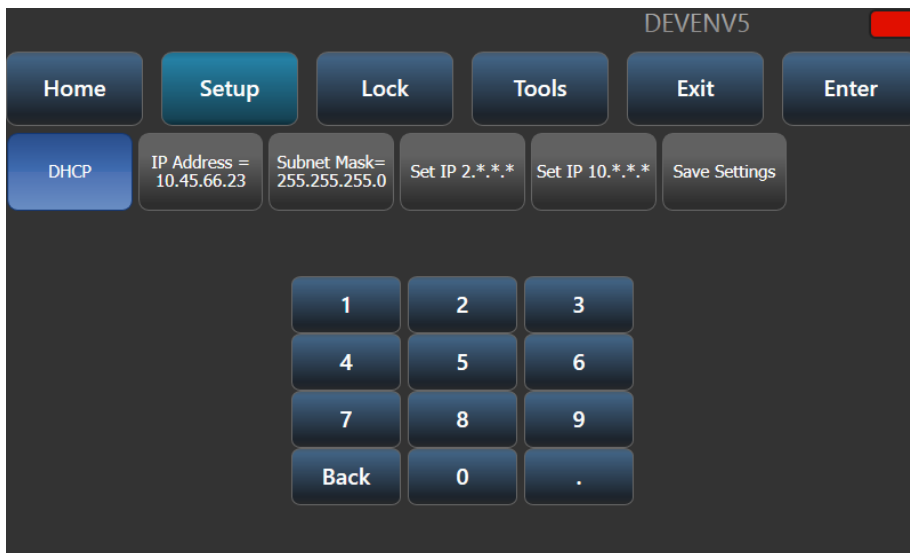 DEVENV5
Home
Setup
Lock
Tools
Exit
Enter
DHCP
IP Address =
10.45.66.23
Subnet Mask=
255.255.255.0
Set IP 2.*.*.*
Set IP 10.*.*.*
Save Settings
1
2
3
4
5
6
7
8
9
Back
0
.